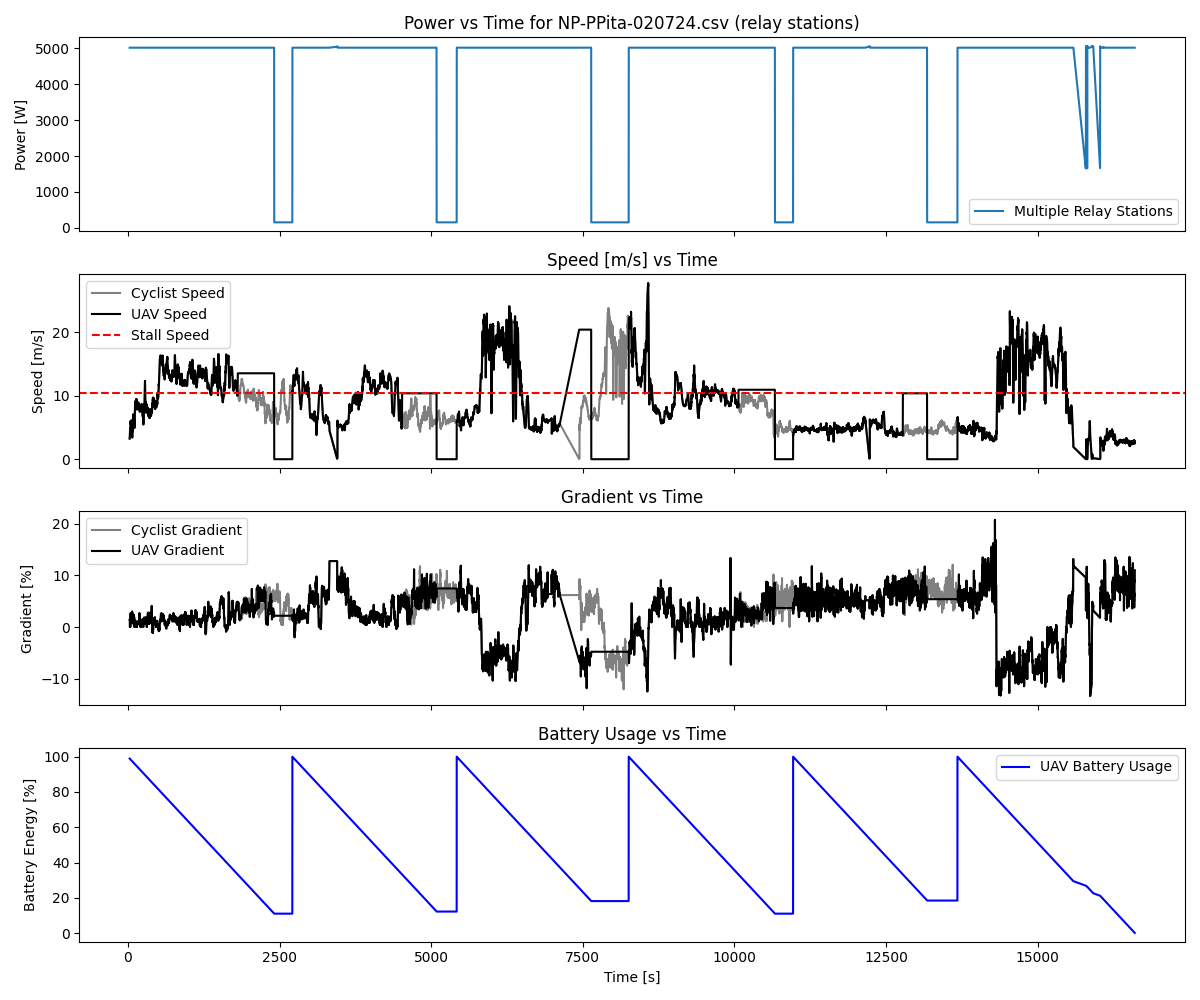 Power vs Time for NP-PPita-020724.csv (relay stations)
Power [W]
5000
4000
3000
2000
1000
0
Multiple Relay Stations
Speed [m/s] vs Time
Speed [m/s]
20
10
0
Cyclist Speed
UAV Speed
Stall Speed
Gradient vs Time
Gradient [%]
20
10
0
−10
Cyclist Gradient
UAV Gradient
Battery Usage vs Time
Battery Energy [%]
100
80
60
40
20
0
UAV Battery Usage
0 2500 5000 7500 10000 12500 15000
Time [s]